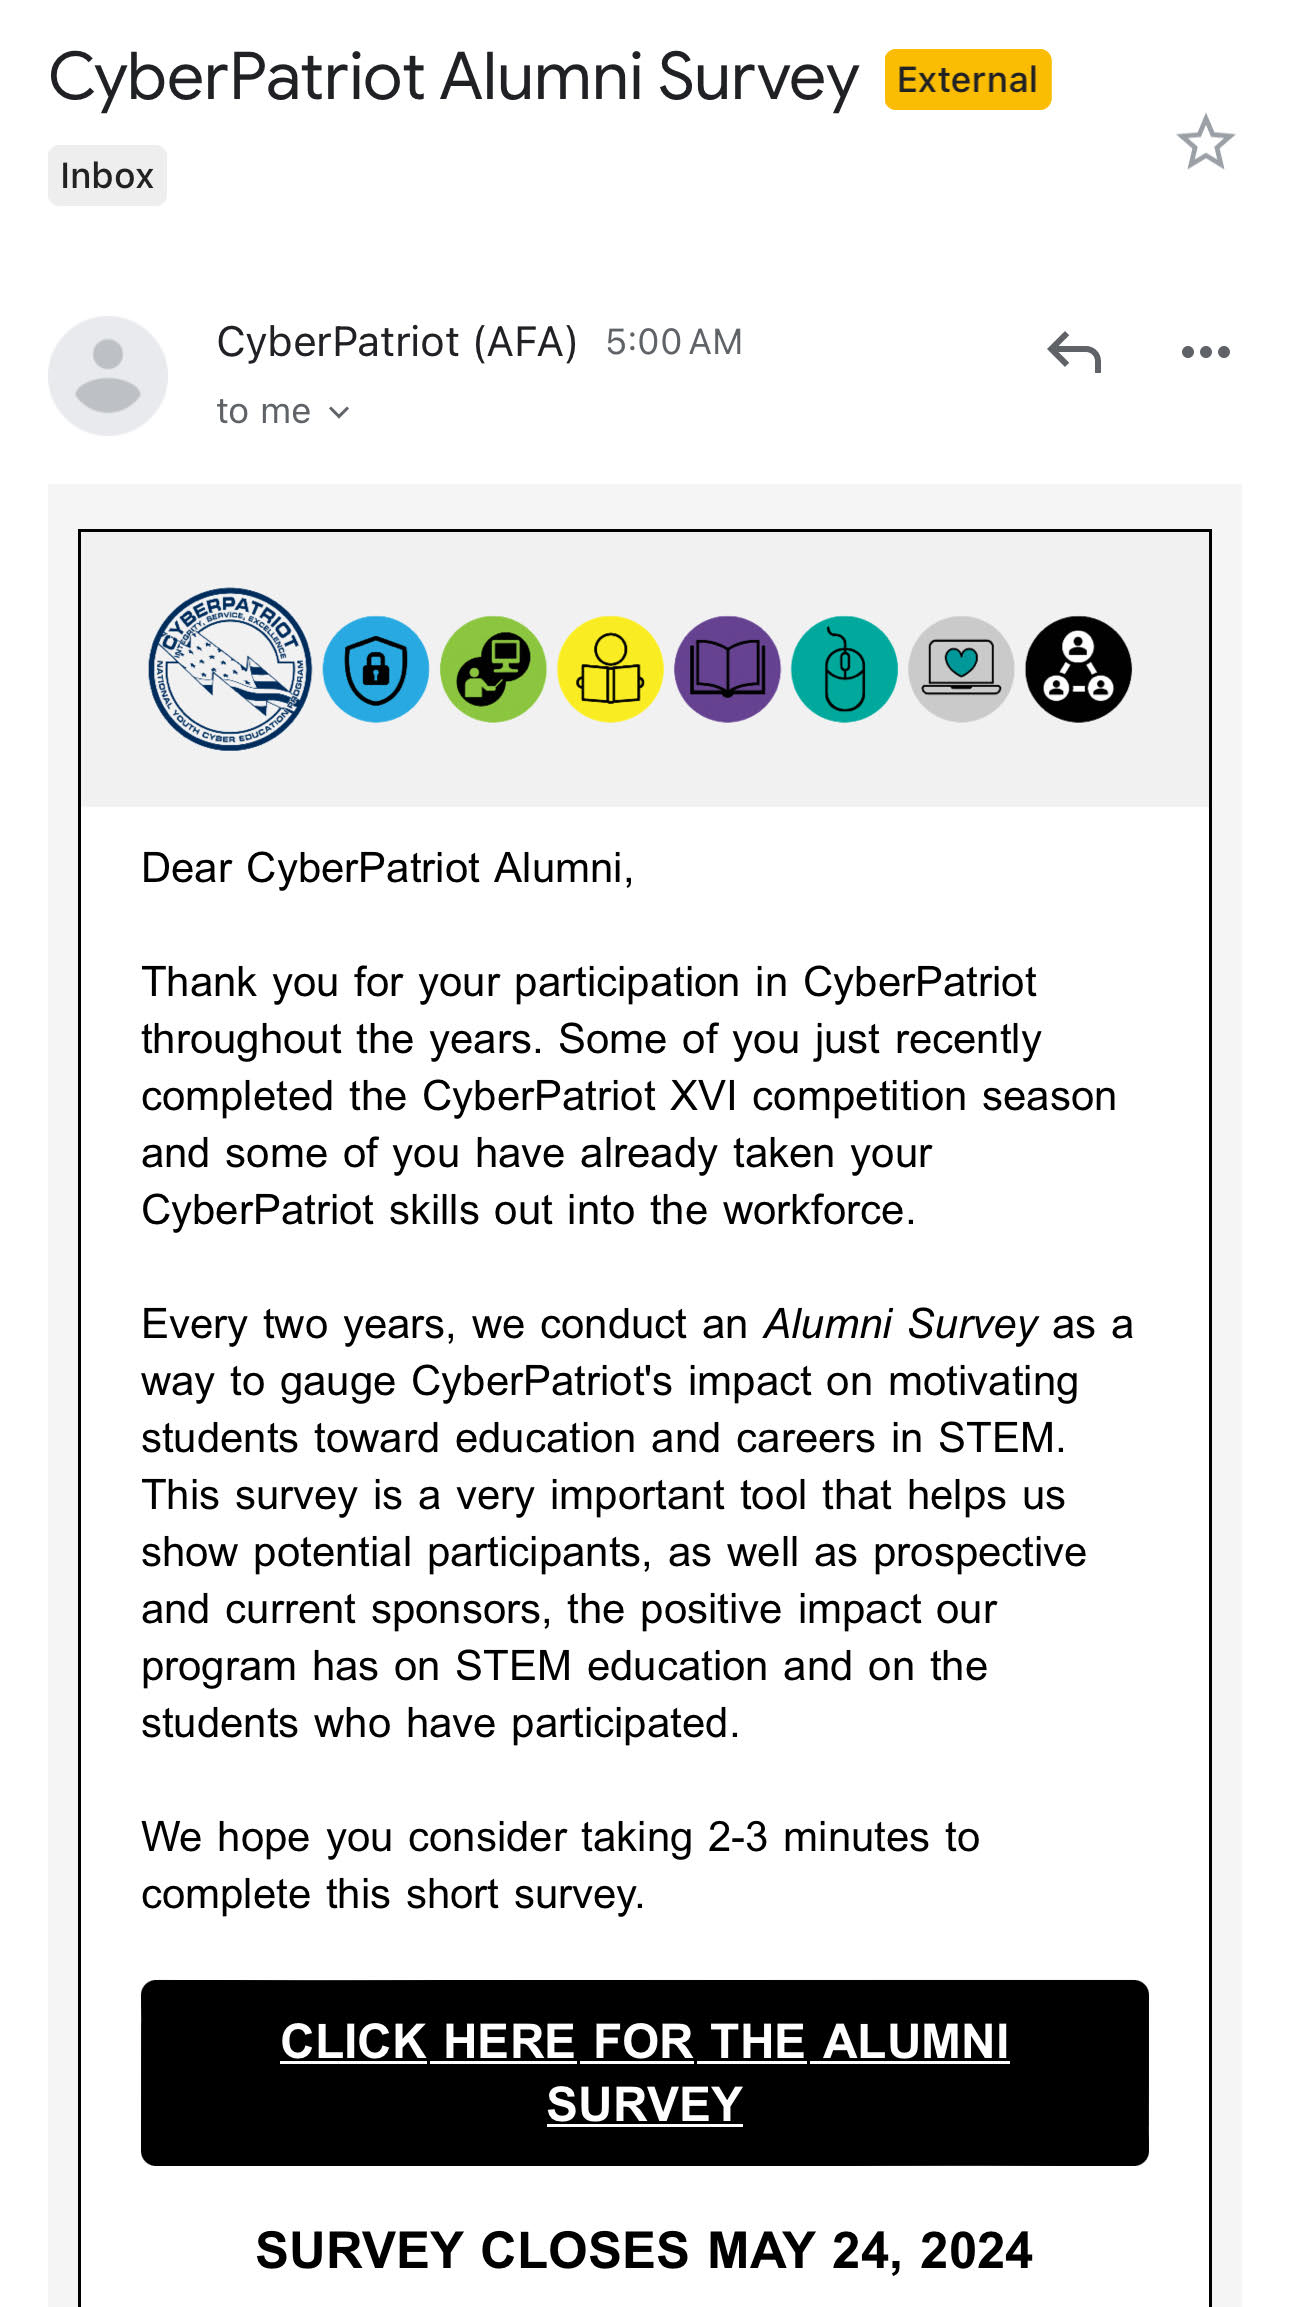 CyberPatriot Alumni Survey External
Inbox
CyberPatriot (AFA) 5:00 AM
to me
CYBERPATRIOT
INTEGRITY, SERVICE, EXCELLENCE
NATIONAL YOUTH CYBER EDUCATION PROGRAM
Dear CyberPatriot Alumni,
Thank you for your participation in CyberPatriot
throughout the years. Some of you just recently
completed the CyberPatriot XVI competition season
and some of you have already taken your
CyberPatriot skills out into the workforce.
Every two years, we conduct an Alumni Survey as a
way to gauge CyberPatriot's impact on motivating
students toward education and careers in STEM.
This survey is a very important tool that helps us
show potential participants, as well as prospective
and current sponsors, the positive impact our
program has on STEM education and on the
students who have participated.
We hope you consider taking 2-3 minutes to
complete this short survey.
CLICK HERE FOR THE ALUMNI
SURVEY
SURVEY CLOSES MAY 24, 2024